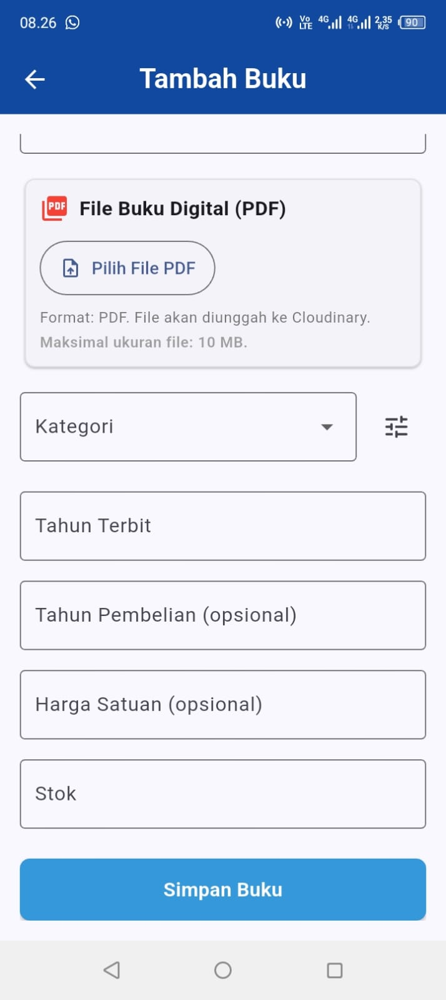 08.26 Vo LTE 4G 4G 2,35 K/S 90
Tambah Buku
PDF File Buku Digital (PDF)
Pilih File PDF
Format: PDF. File akan diunggah ke Cloudinary.
Maksimal ukuran file: 10 MB.
Kategori
Tahun Terbit
Tahun Pembelian (opsional)
Harga Satuan (opsional)
Stok
Simpan Buku